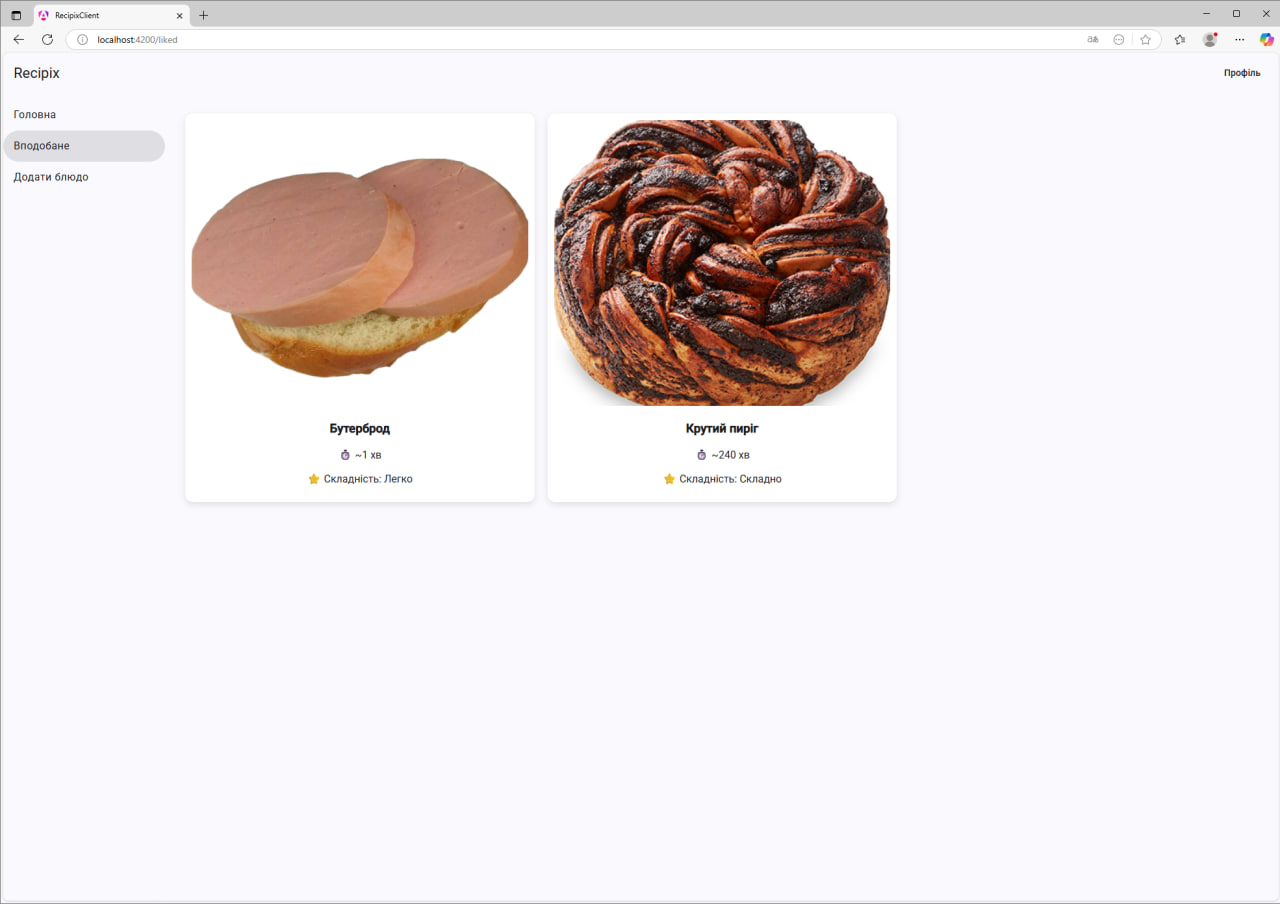 RecipixClient
localhost:4200/liked
Recipix
Профіль
Головна
Вподобане
Додати блюдо
Бутерброд
~1 хв
Складність: Легко
Крутий пиріг
~240 хв
Складність: Складно